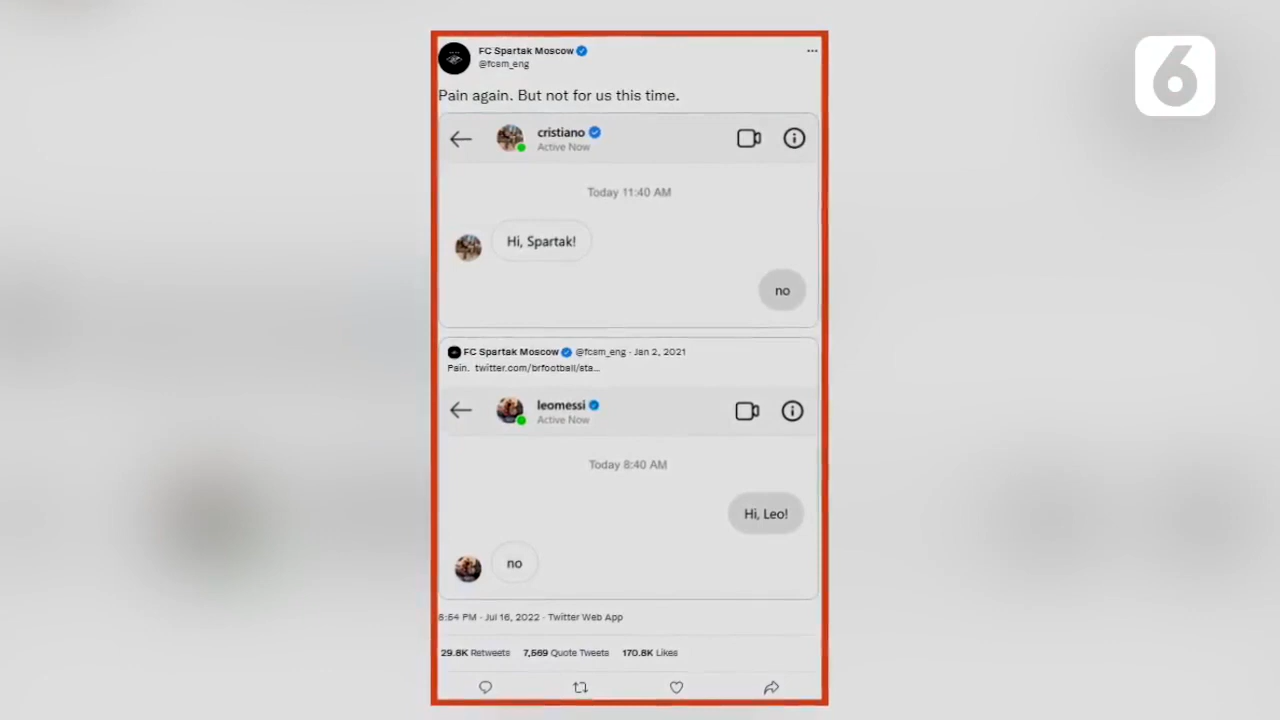 FC Spartak Moscow
@fcsm_eng
Pain again. But not for us this time.
cristiano
Active Now
Today 11:40 AM
Hi, Spartak!
no
FC Spartak Moscow @fcsm_eng · Jan 2, 2021
Pain. twitter.com/brfootball/sta...
leomessi
Active Now
Today 8:40 AM
Hi, Leo!
no
PM · Jul 16, 2022 · Twitter Web App
29.8K Retweets 7,569 Quote Tweets 170.8K Likes
6